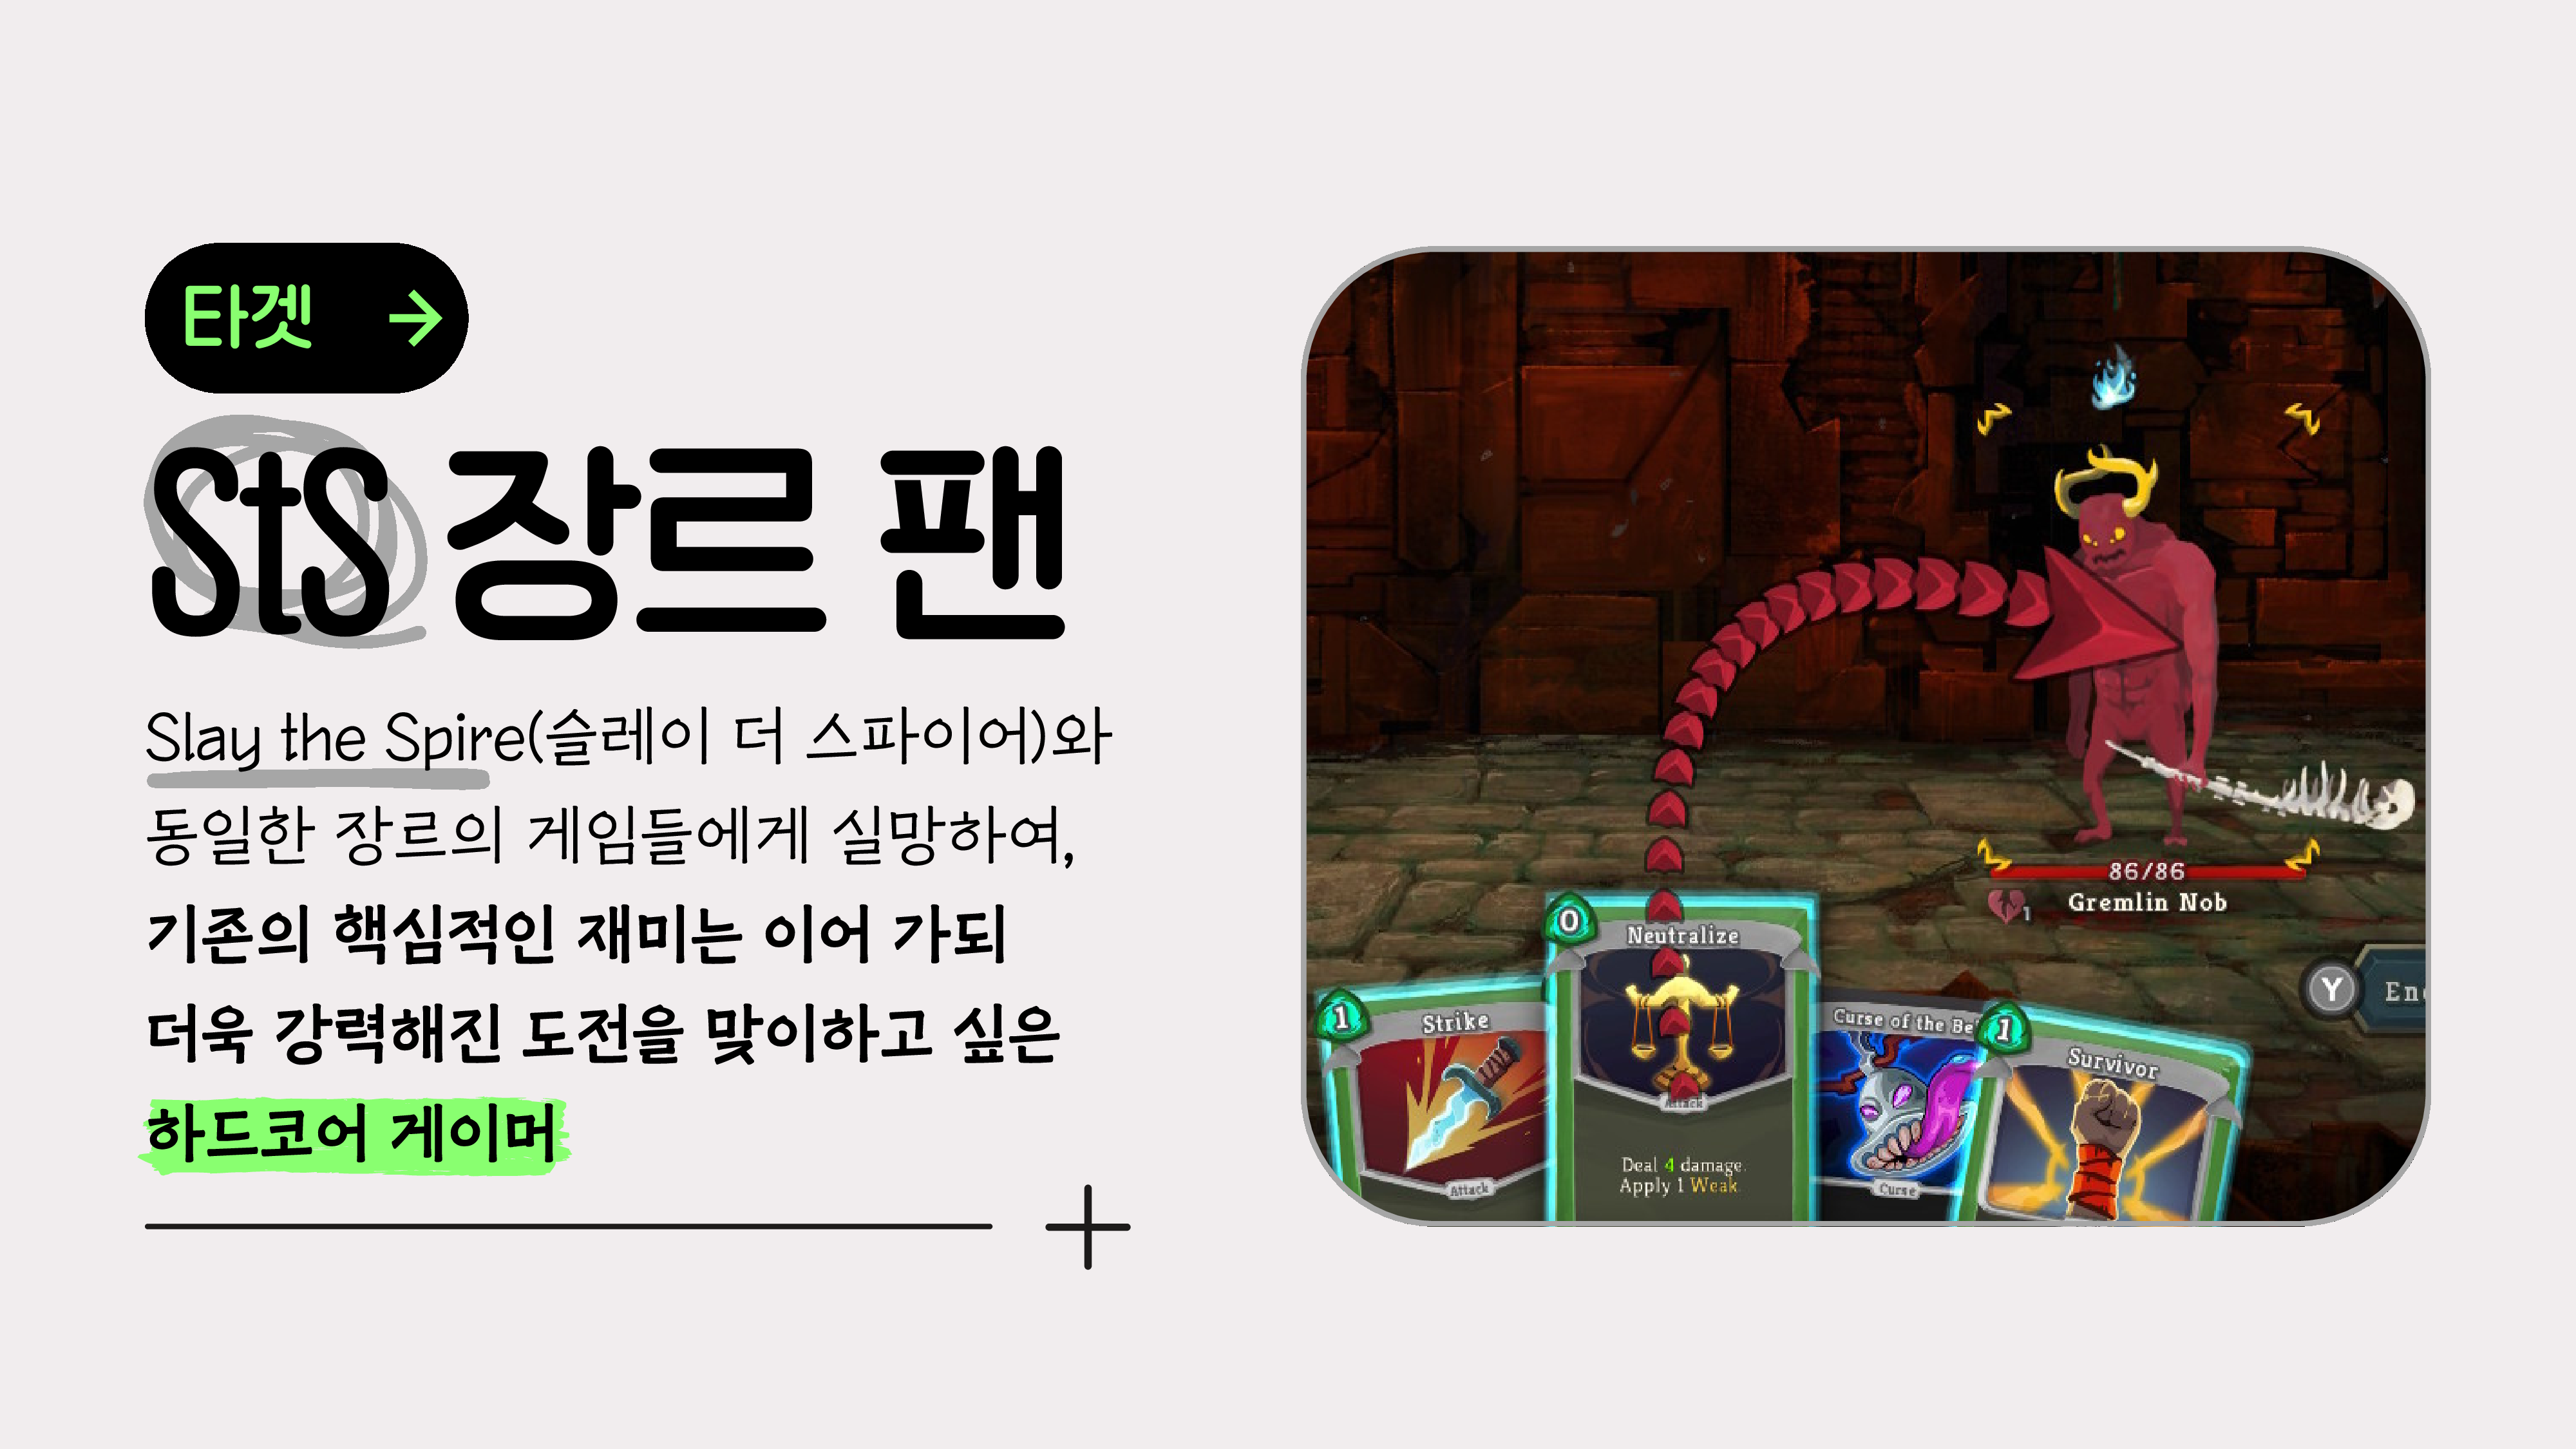 타겟
StS 장르 팬
Slay the Spire(슬레이 더 스파이어)와
동일한 장르의 게임들에게 실망하여,
기존의 핵심적인 재미는 이어 가되
더욱 강력해진 도전을 맞이하고 싶은
하드코어 게이머
86/86
1
Gremlin Nob
Y
0
Neutralize
Attack
Deal 4 damage.
Apply 1 Weak.
1
Strike
Attack
Curse of the Be
Curse
1
Survivor